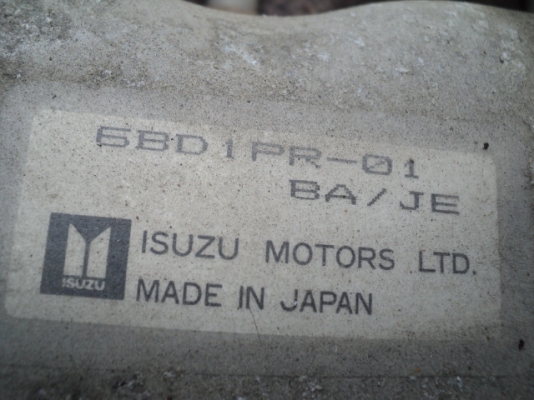 6BD1PR-01
BA/JE
ISUZU MOTORS LTD.
ISUZU
MADE IN JAPAN